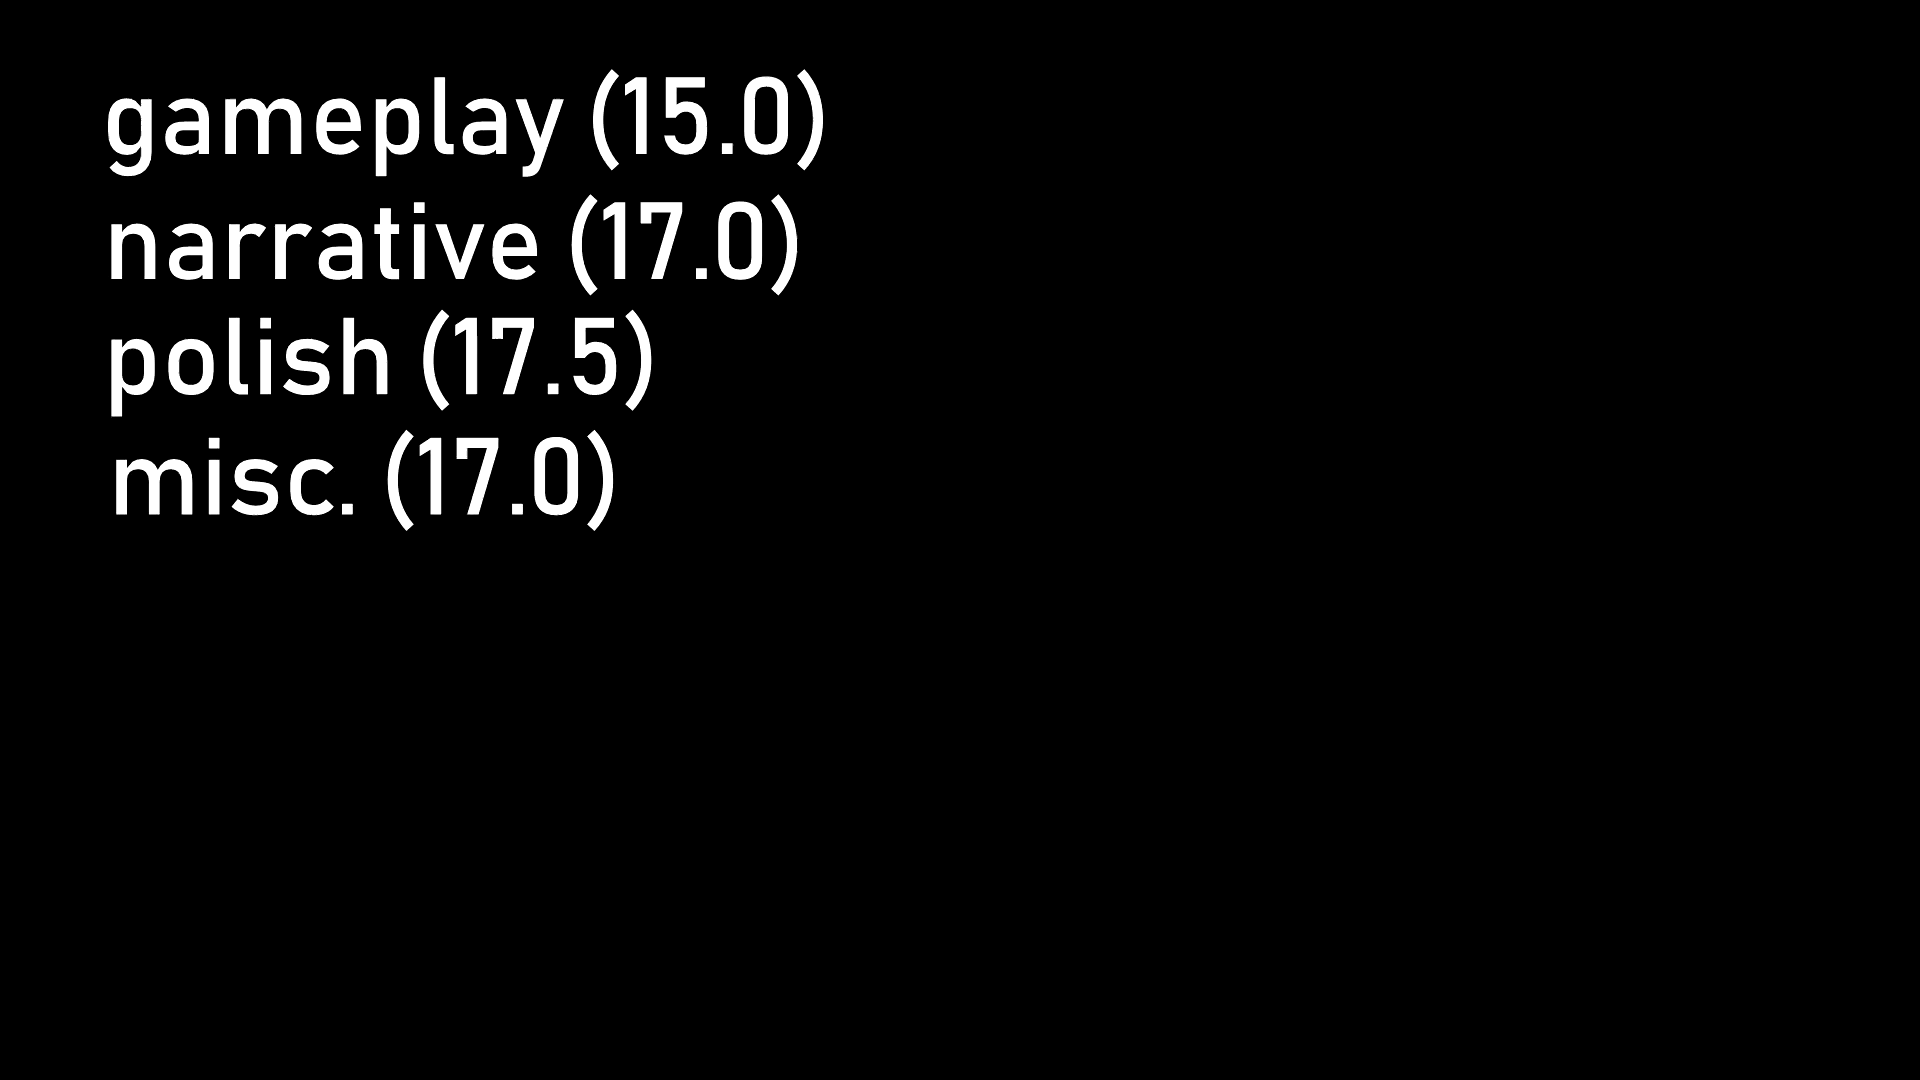 gameplay (15.0)
narrative (17.0)
polish (17.5)
misc. (17.0)